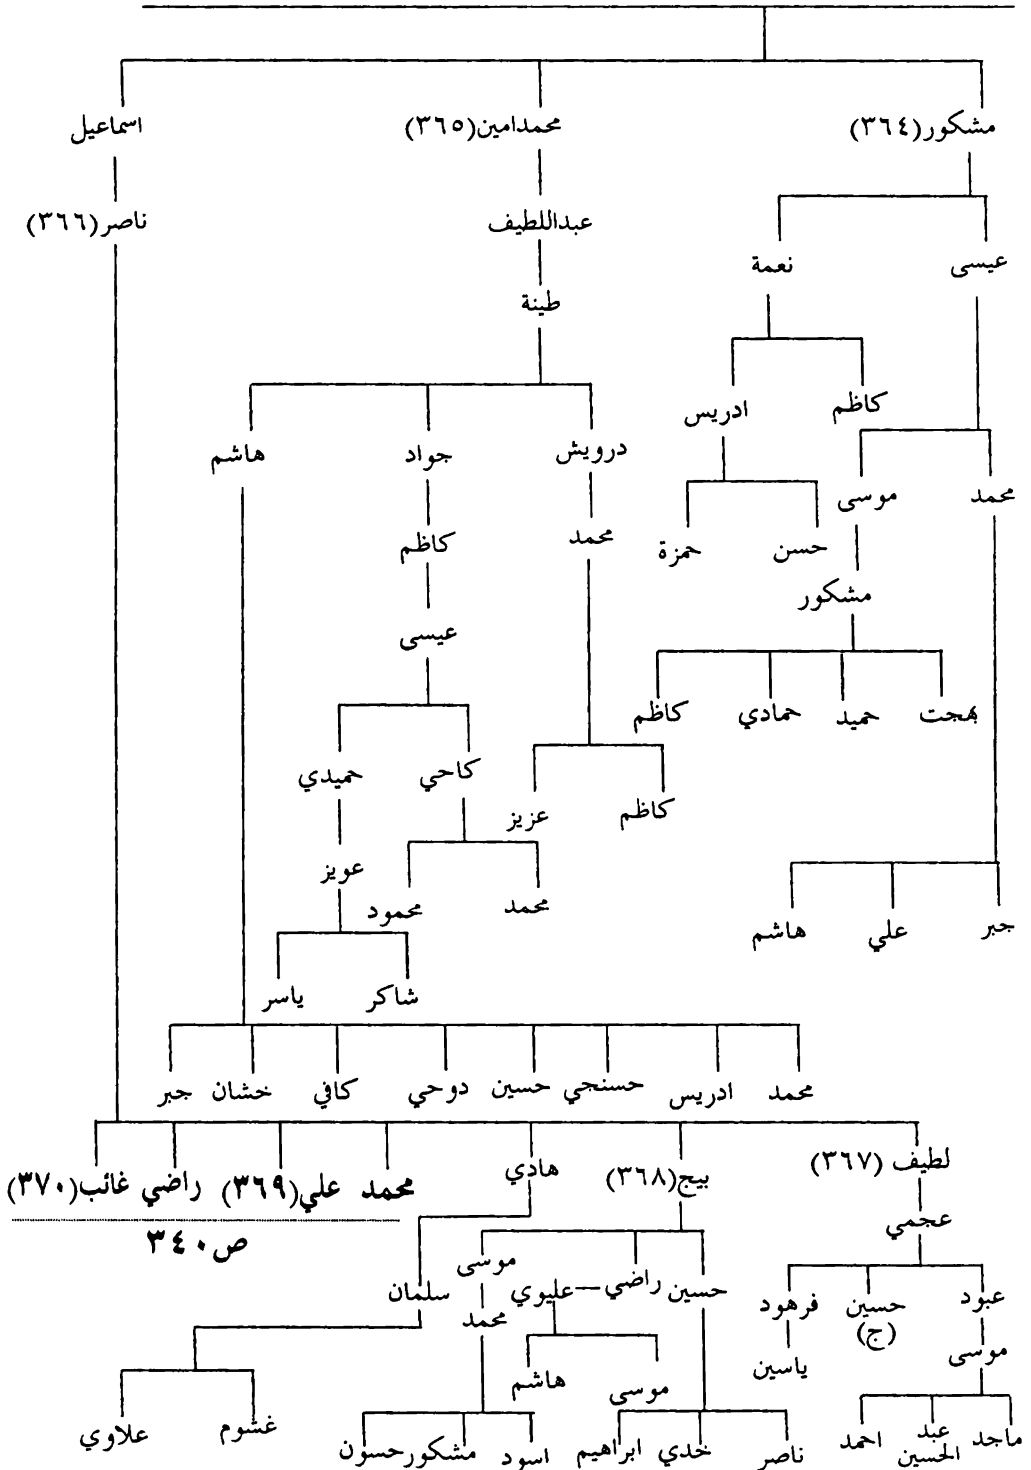 مشكور(٣٦٤) محمدامين(٣٦٥) اسماعيل
عبداللطيف ناصر(٣٦٦)
عيسى نعمة
طينة
كاظم ادريس
درويش جواد هاشم
محمد موسى
محمد كاظم
حسن حمزة
مشكور
عيسى
بهجت حميد حمادي كاظم
كاحي حميدي
كاظم عزيز
عويز
محمد محمود
جبر علي هاشم
شاكر ياسر
محمد ادريس حسنجي حسين دوحي كافي خشان جبر
لطيف (٣٦٧) بيج(٣٦٨) هادي محمد علي(٣٦٩) راضي غائب(٣٧٠)
عجمي
ص٣٤٠
موسى
حسين راضي عليوي سلمان
عبود حسين فرهود
(ج)
محمد
موسى
ياسين
موسى هاشم
غشوم علاوي
ماجد عبد الحسين احمد
ناصر خدي ابراهيم اسود مشكور حسون